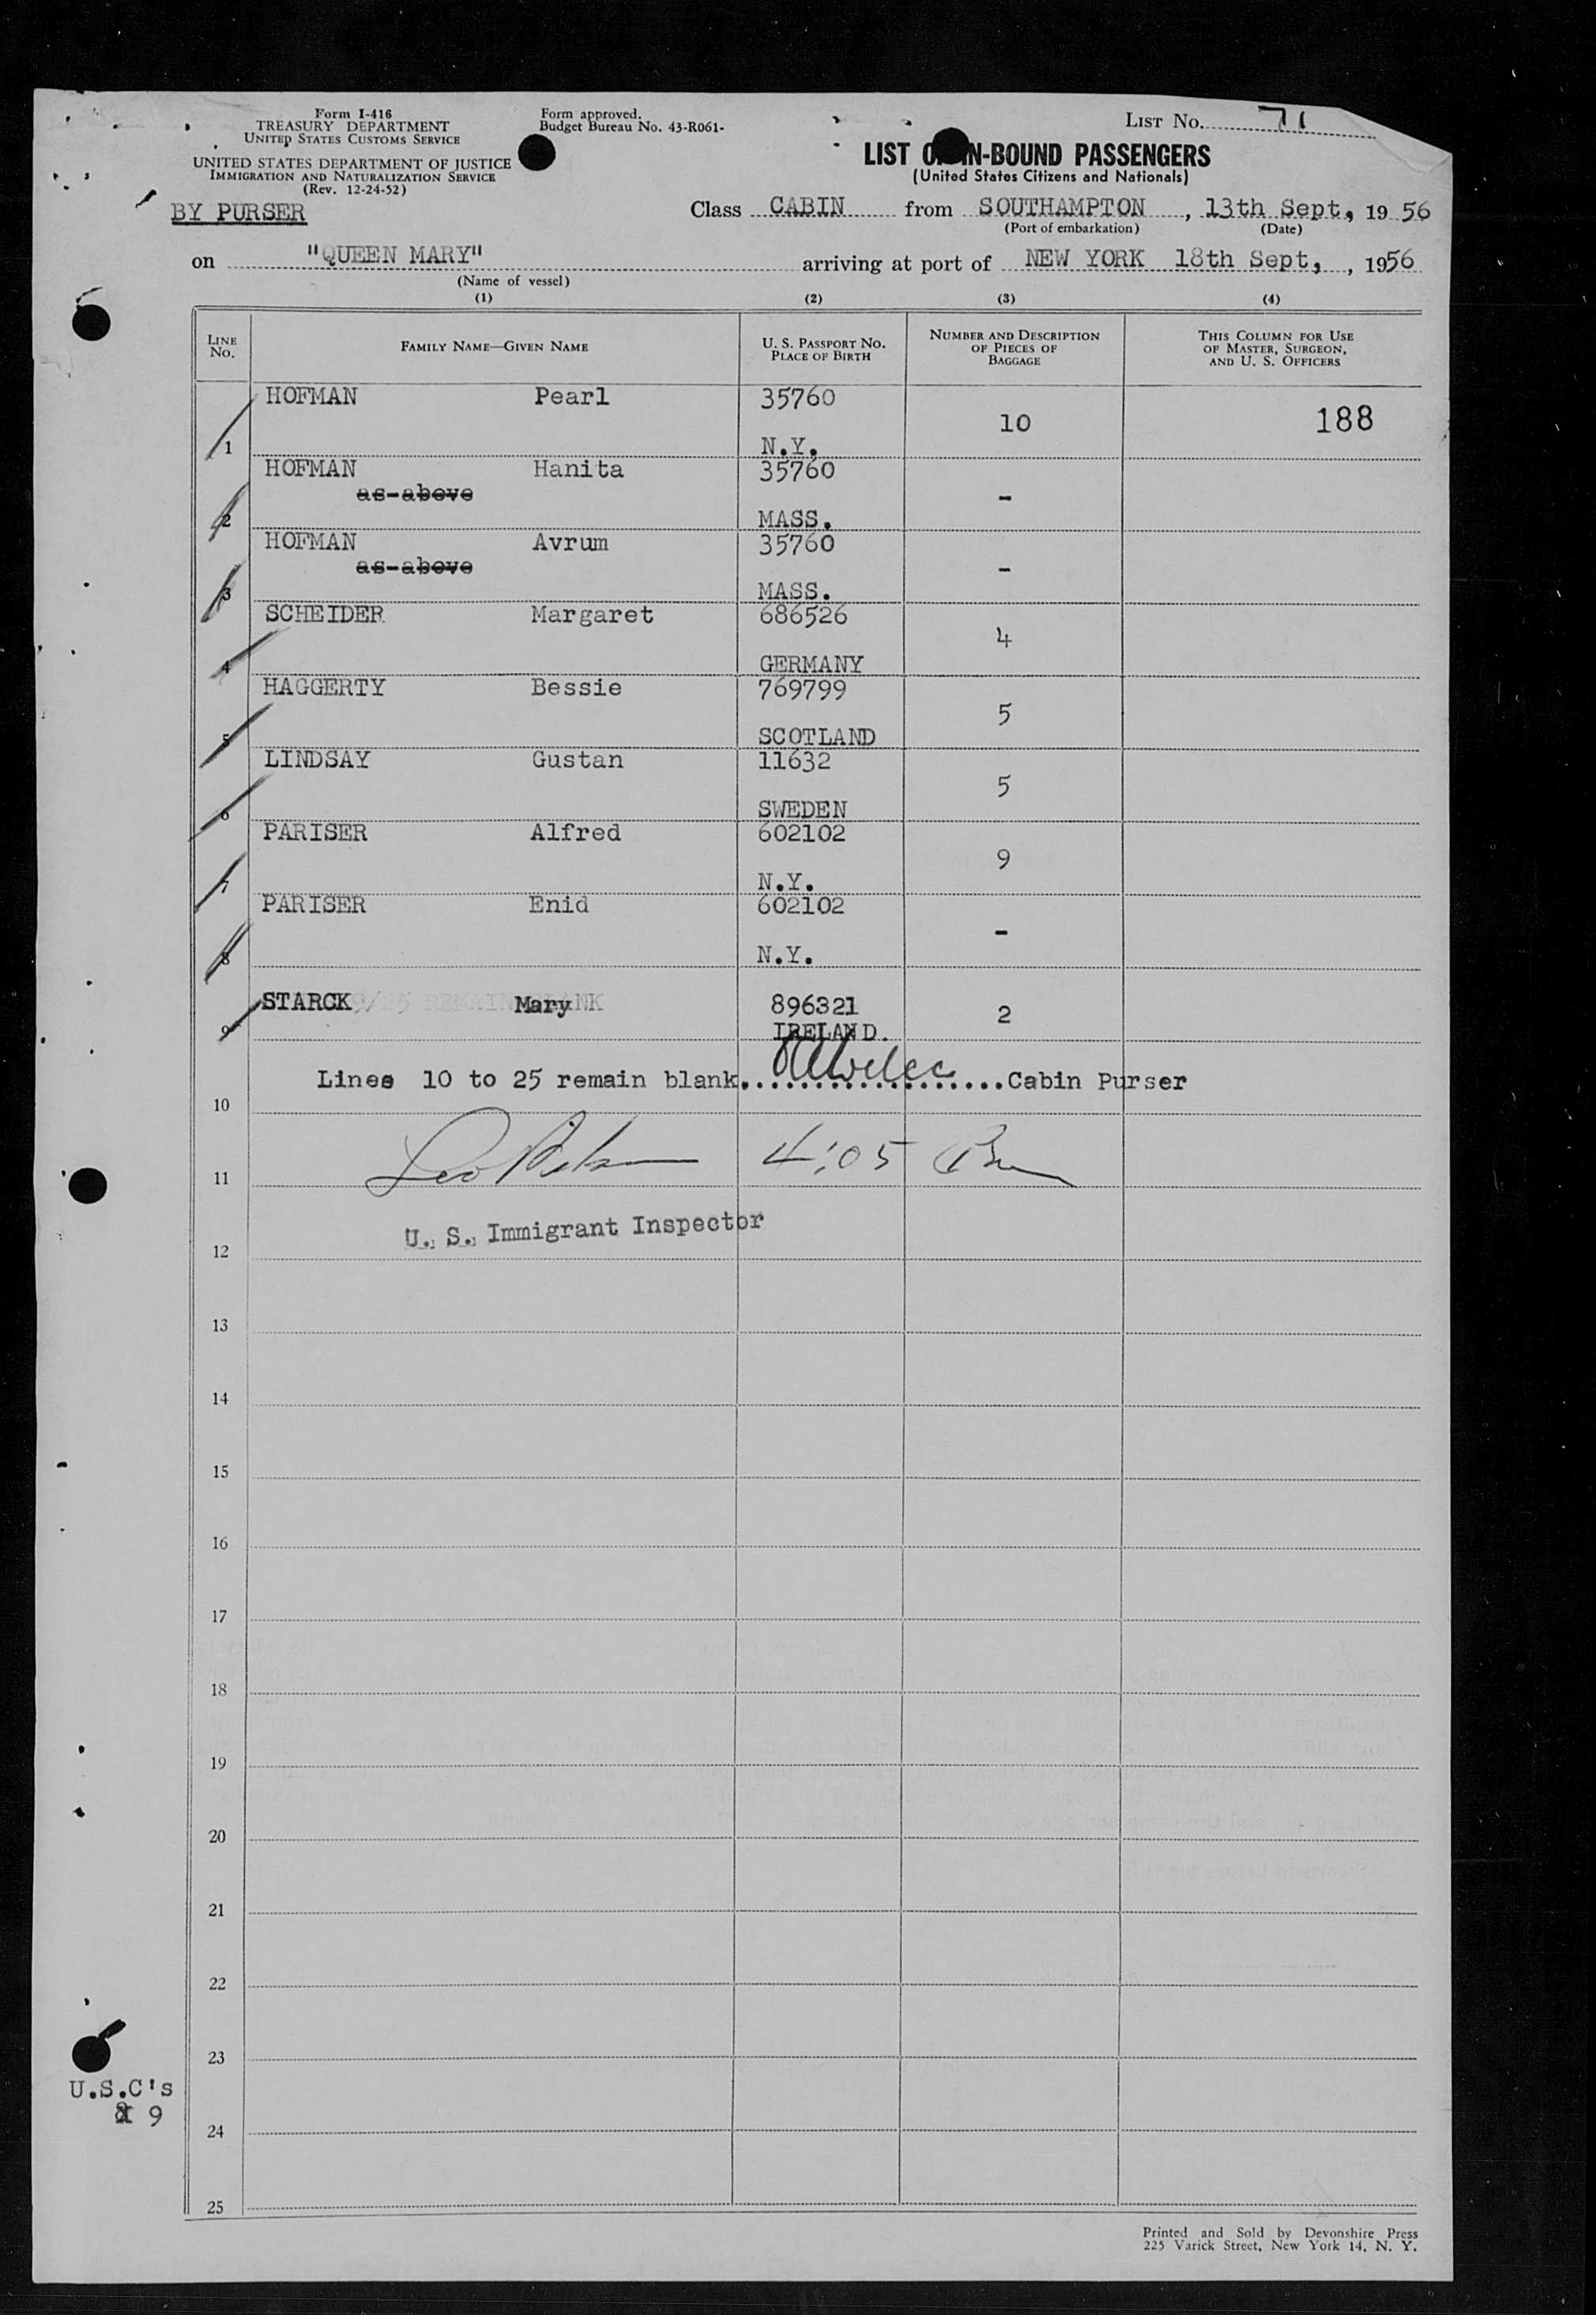 Form I-416
TREASURY DEPARTMENT
UNITED STATES CUSTOMS SERVICE
UNITED STATES DEPARTMENT OF JUSTICE
IMMIGRATION AND NATURALIZATION SERVICE
(Rev. 12-24-52)
Form approved.
Budget Bureau No. 43-R061-
LIST NO. 71
LIST O IN-BOUND PASSENGERS
(United States Citizens and Nationals)
BY PURSER
Class CABIN from SOUTHAMPTON, 13th Sept, 1956
(Port of embarkation) (Date)
on "QUEEN MARY" arriving at port of NEW YORK 18th Sept, , 1956
(Name of vessel)
(1) (2) (3) (4)
LINE NO. FAMILY NAME—GIVEN NAME U. S. PASSPORT NO. PLACE OF BIRTH NUMBER AND DESCRIPTION OF PIECES OF BAGGAGE THIS COLUMN FOR USE OF MASTER, SURGEON, AND U. S. OFFICERS
HOFMAN Pearl 35760
10 188
1 N.Y.
HOFMAN Hanita 35760
as-above -
2 MASS.
HOFMAN Avrum 35760
as-above -
3 MASS.
SCHEIDER Margaret 686526
4
4 GERMANY
HAGGERTY Bessie 769799
5
5 SCOTLAND
LINDSAY Gustan 11632
5
6 SWEDEN
PARISER Alfred 602102
9
7 N.Y.
PARISER Enid 602102
-
8 N.Y.
STARCK Mary 896321
2
9 IRELAND.
Lines 10 to 25 remain blank. Cabin Purser
10
4:05 Pm
11
U. S. Immigrant Inspector
12
13
14
15
16
17
18
19
20
21
22
23
U.S.C's
9
24
25
Printed and Sold by Devonshire Press
225 Varick Street, New York 14, N. Y.